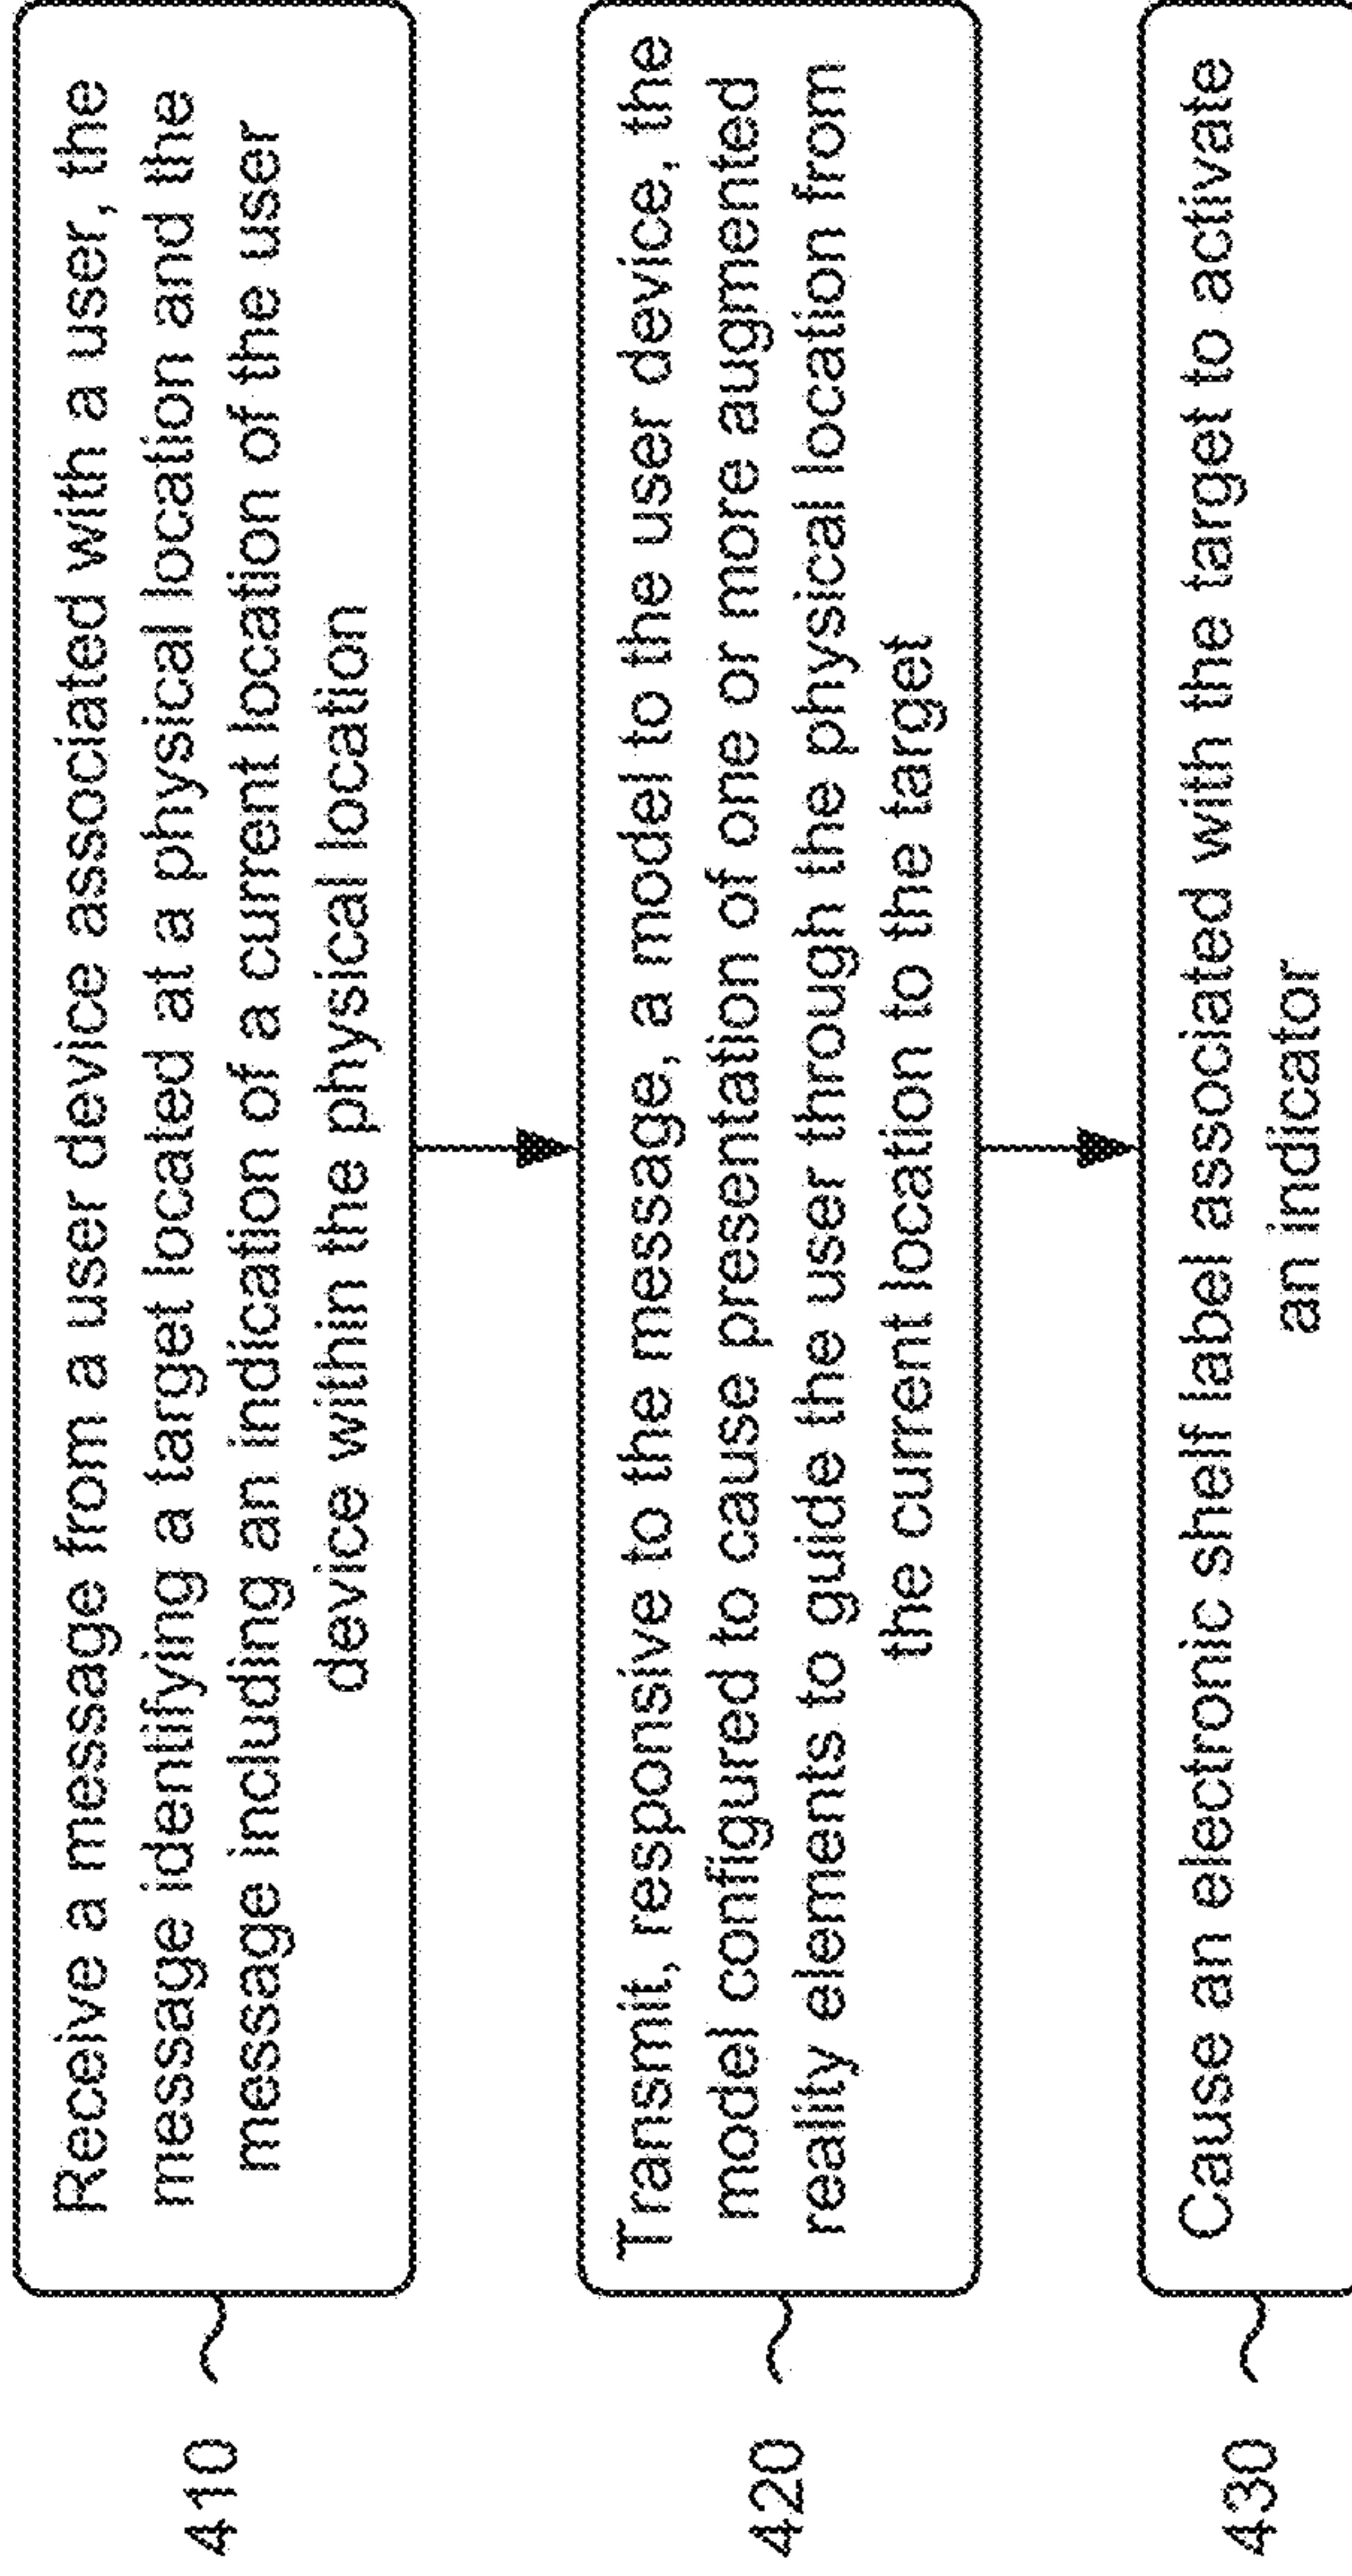 410
Receive a message from a user device associated with a user, the
message identifying a target located at a physical location and the
message including an indication of a current location of the user
device within the physical location
420
Transmit, responsive to the message, a model to the user device, the
model configured to cause presentation of one or more augmented
reality elements to guide the user through the physical location from
the current location to the target
430
Cause an electronic shelf label associated with the target to activate
an indicator